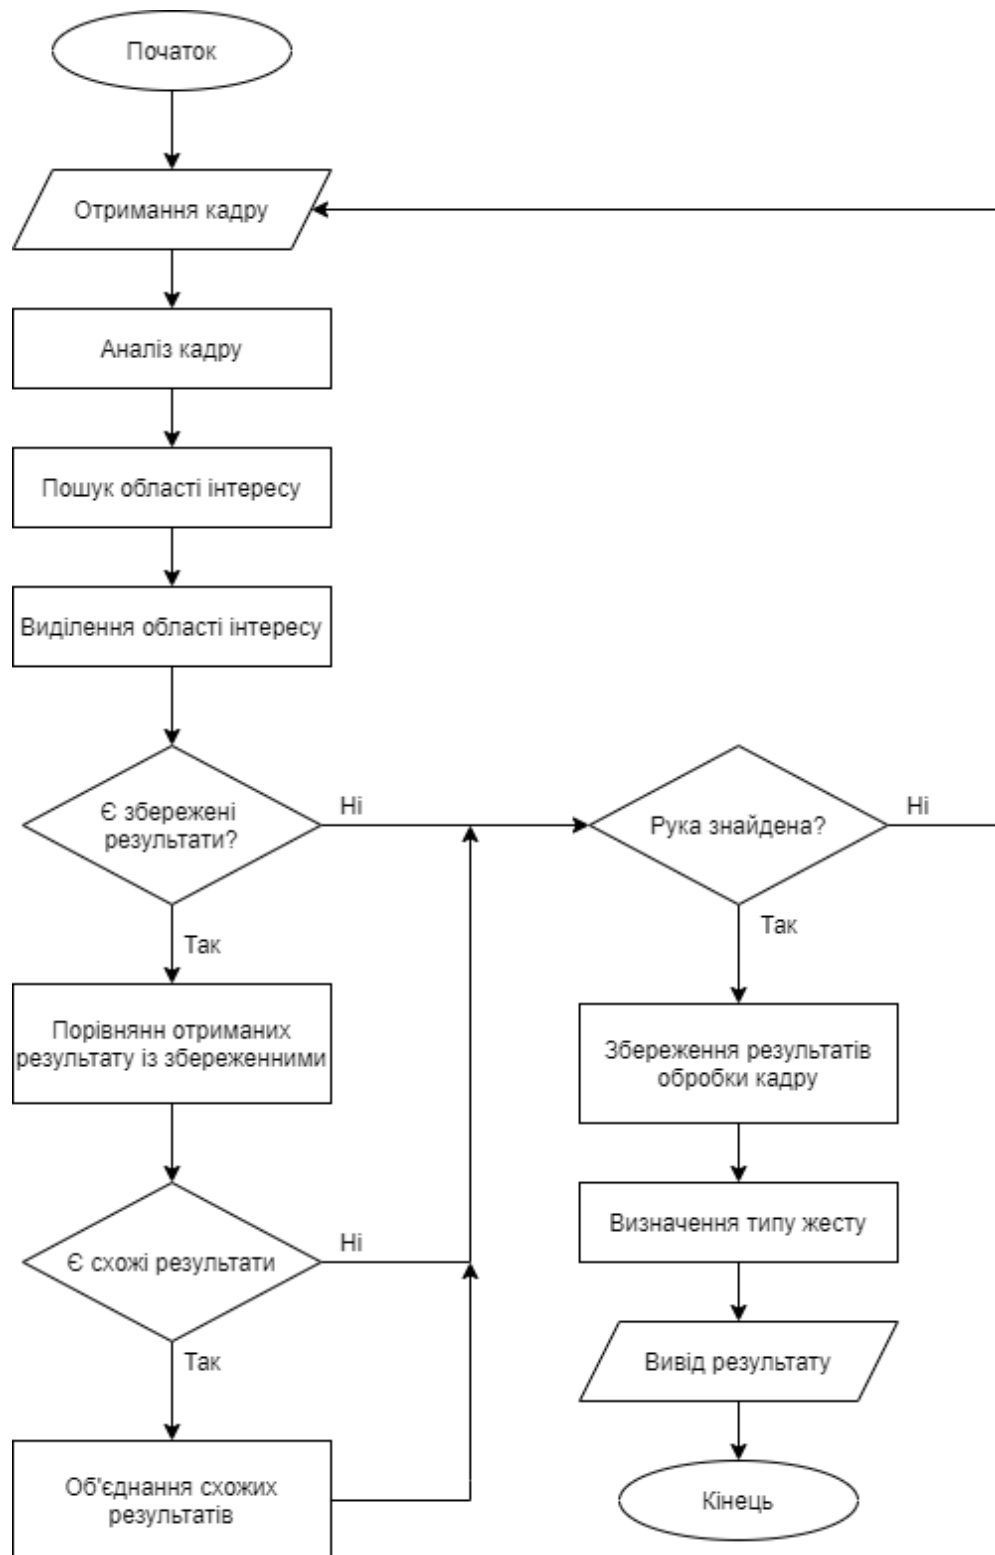 Початок
Отримання кадру
Аналіз кадру
Пошук області інтересу
Виділення області інтересу
Є збережені
результати?
Ні
Так
Порівнянн отриманих
результату із збереженними
Є схожі результати
Ні
Так
Об'єднання схожих
результатів
Рука знайдена?
Ні
Так
Збереження результатів
обробки кадру
Визначення типу жесту
Вивід результату
Кінець